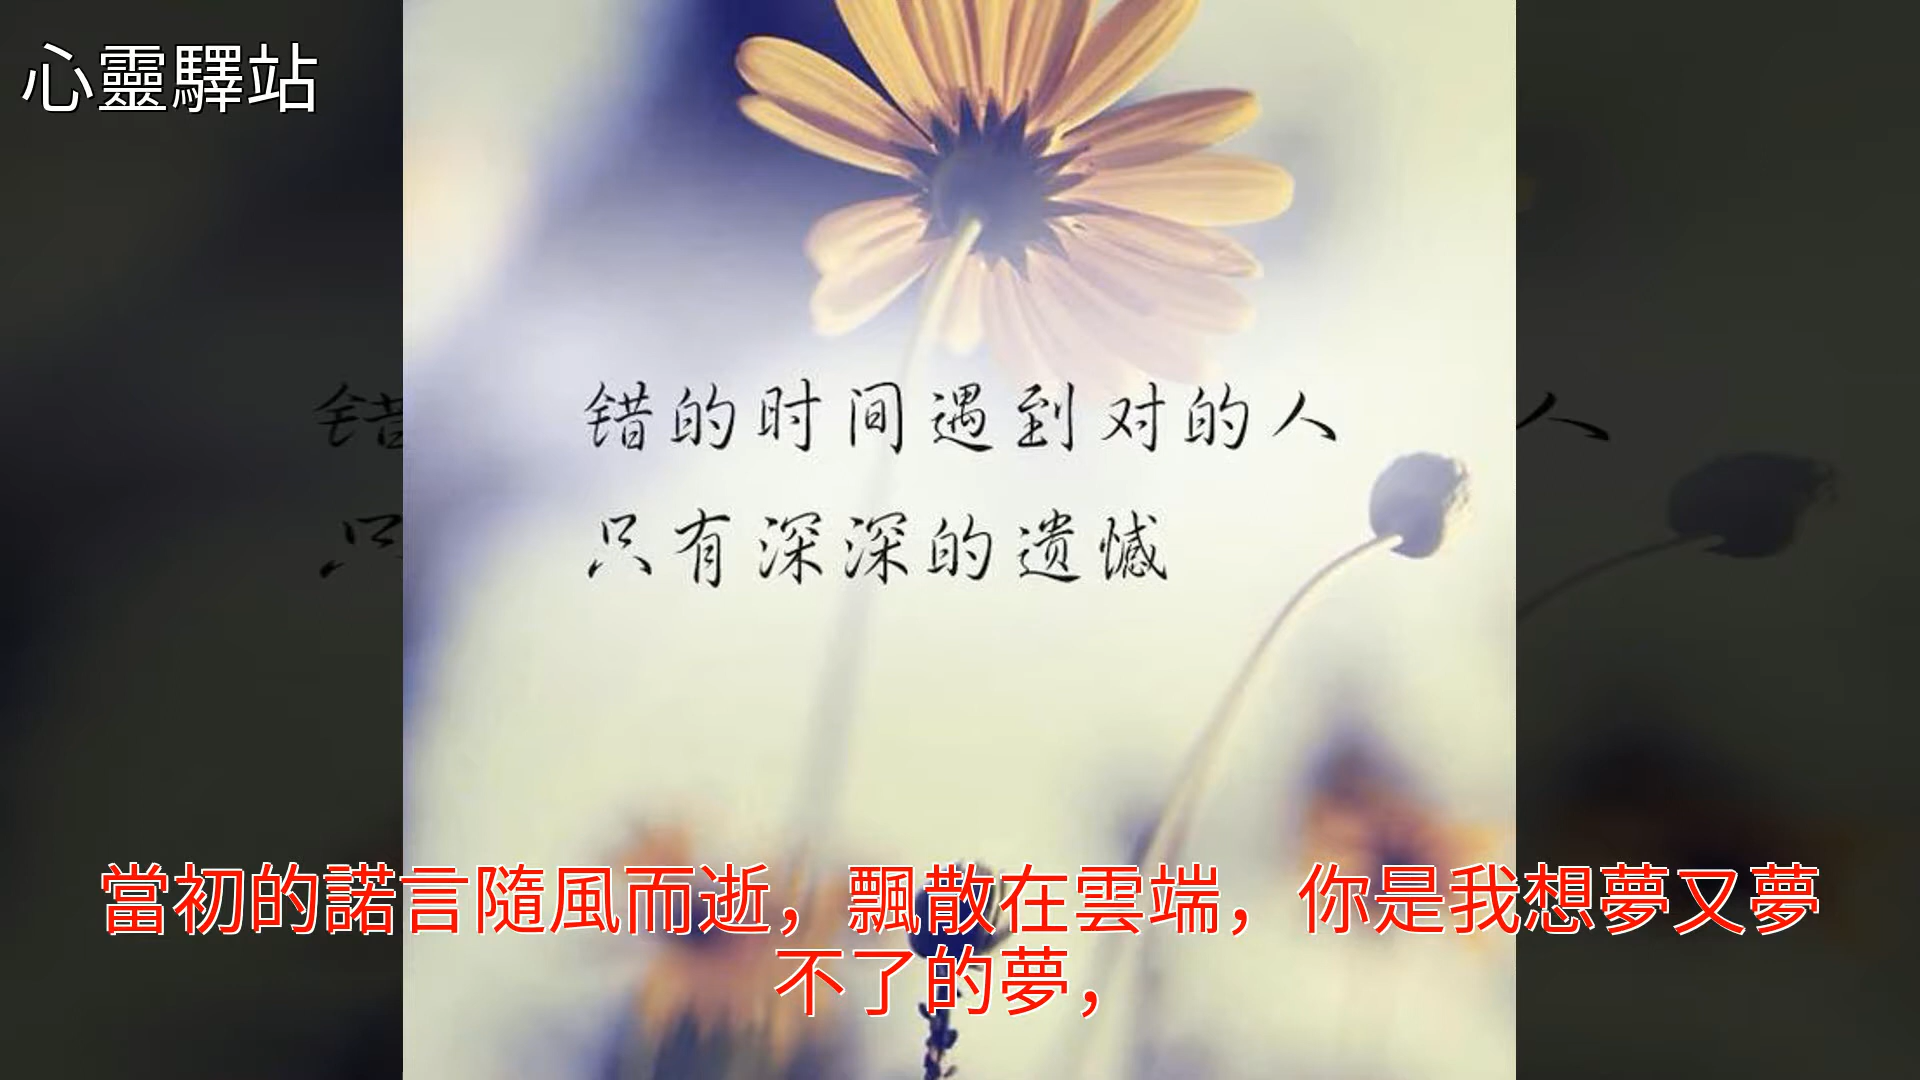 心靈驛站
错的时间遇到对的人
只有深深的遗憾
當初的諾言隨風而逝，飄散在雲端，你是我想夢又夢
不了的夢，